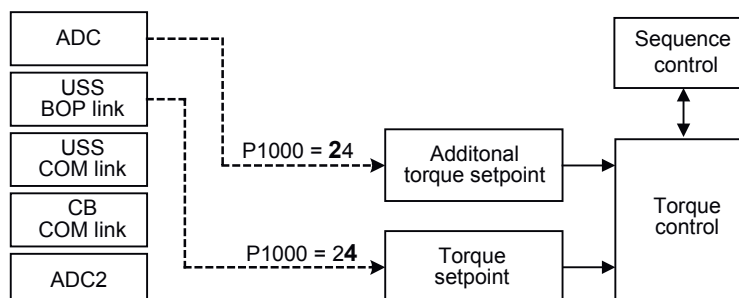 ADC
USS
BOP link
USS
COM link
CB
COM link
ADC2
P1000 = 24
P1000 = 24
Additonal
torque setpoint
Torque
setpoint
Sequence
control
Torque
control